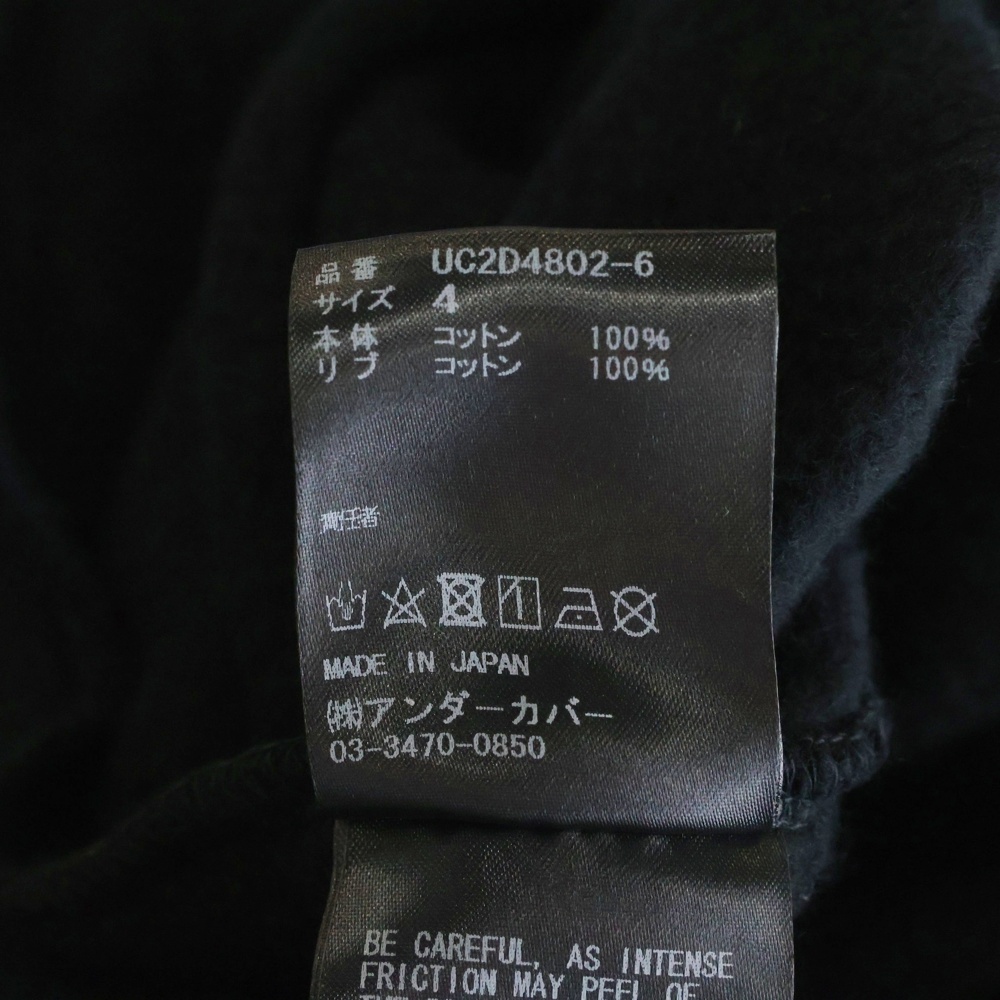 品番 UC2D4802-6
サイズ 4
本体 コットン 100%
リブ コットン 100%
責任者
MADE IN JAPAN
(株)アンダーカバー
03-3470-0850
BE CAREFUL, AS INTENSE
FRICTION MAY PEEL OF